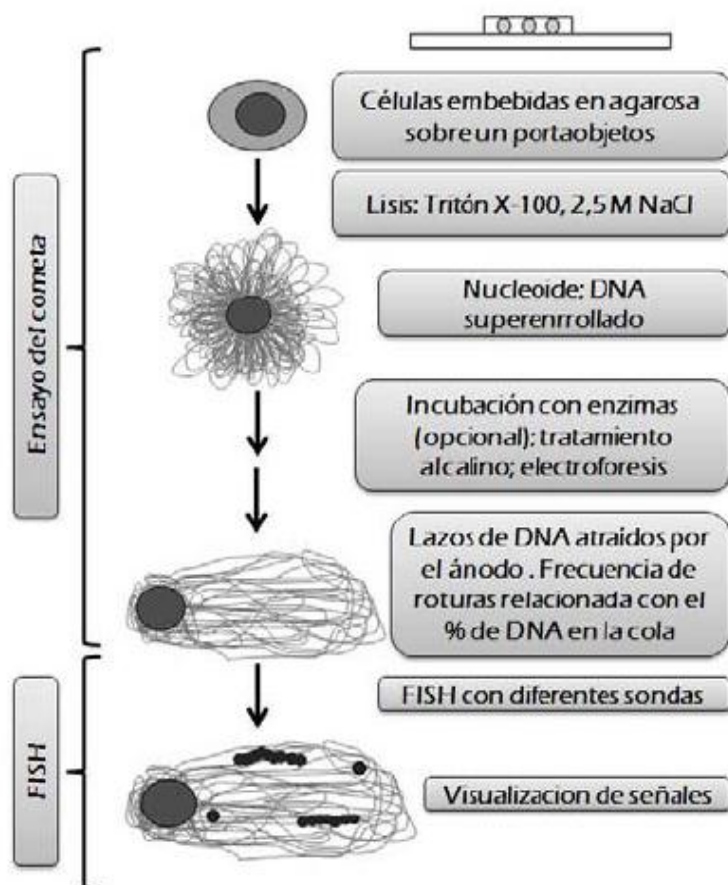 Ensayo del cometa
Células embebidas en agarosa
sobre un portaobjetos
Lisis: Tritón X-100, 2,5 M NaCl
Nucleoide: DNA
superenrrollado
Incubación con enzimas
(opcional): tratamiento
alcalino; electroforesis
Lazos de DNA atraídos por
el ánodo . Frecuencia de
roturas relacionada con el
% de DNA en la cola
FISH
FISH con diferentes sondas
Visualizacion de señales